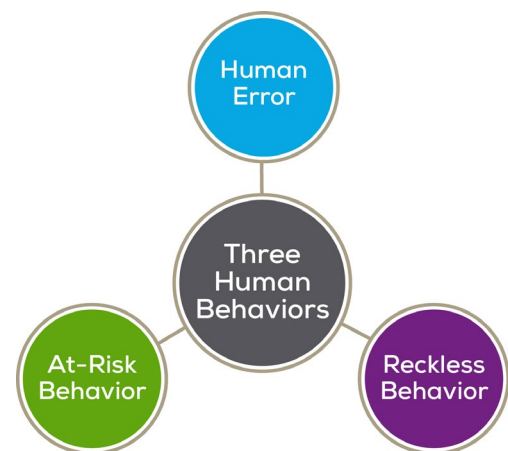 Human
Error
Three
Human
Behaviors
At-Risk
Behavior
Reckless
Behavior